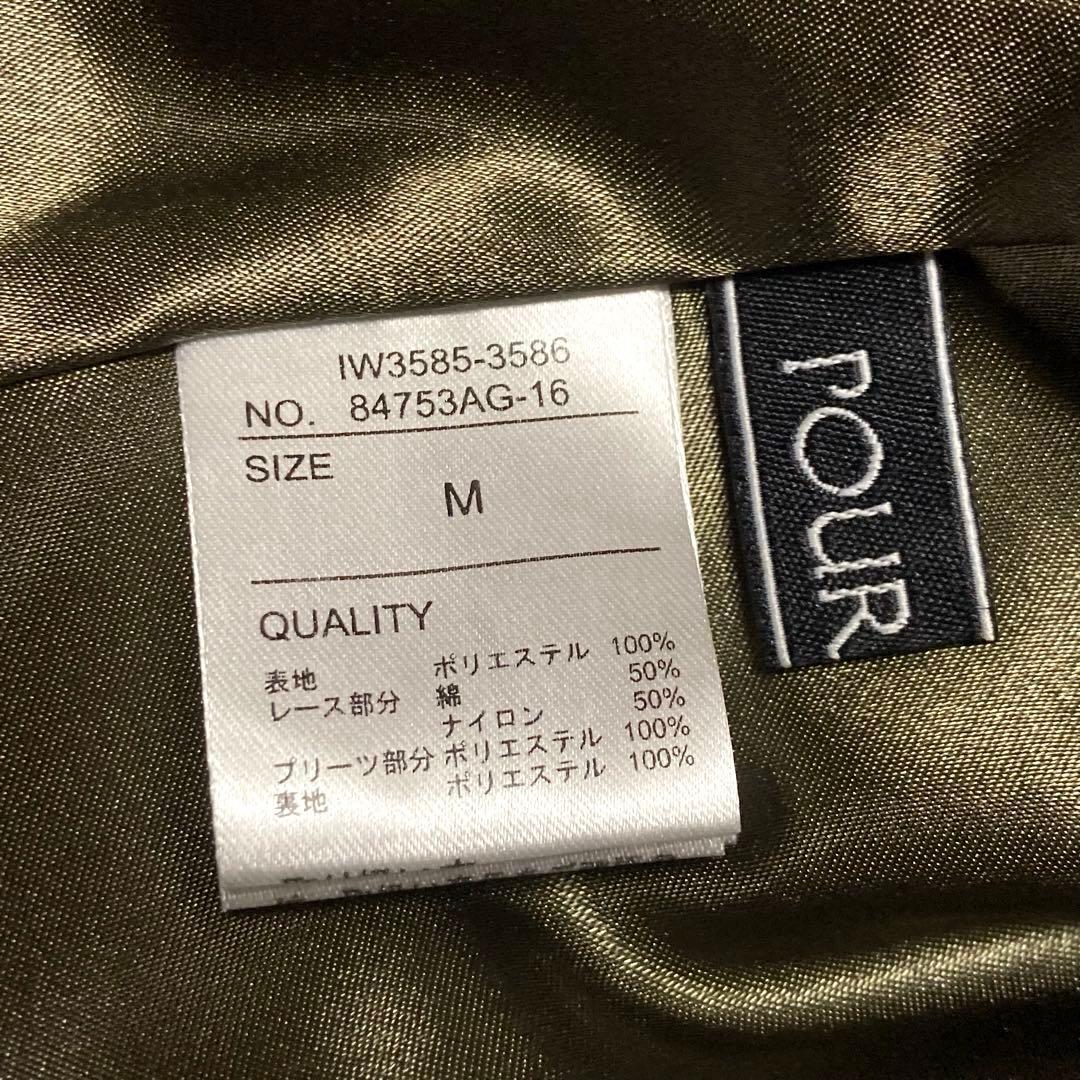 IW3585-3586
NO. 84753AG-16
SIZE
M
QUALITY
表地 ポリエステル 100%
レース部分 綿 50%
ナイロン 50%
プリーツ部分 ポリエステル 100%
裏地 ポリエステル 100%
POUR